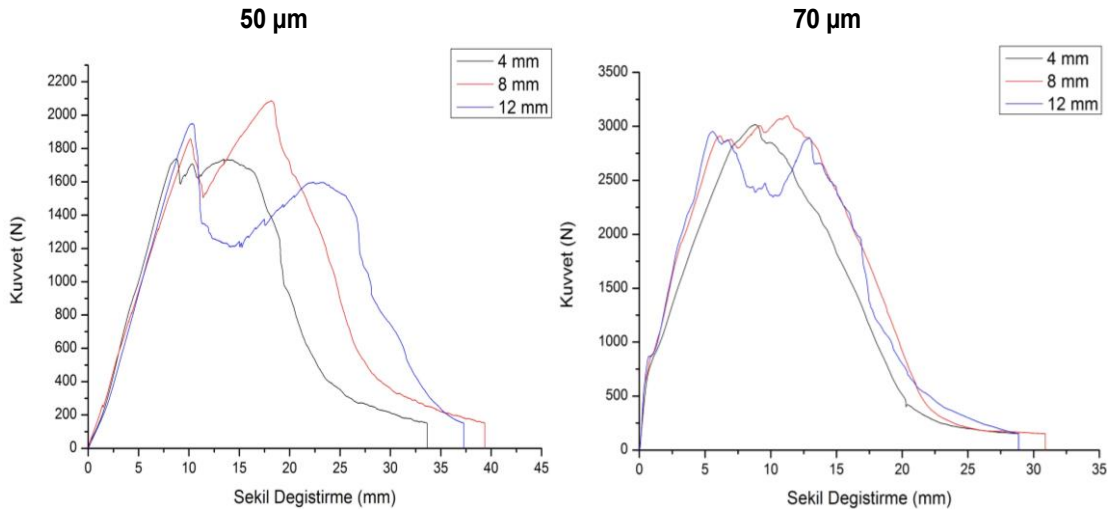 50 µm
4 mm
8 mm
12 mm
2200
2000
1800
1600
1400
1200
1000
800
600
400
200
0
Kuvvet (N)
0 5 10 15 20 25 30 35 40 45
Sekil Degistirme (mm)
70 µm
4 mm
8 mm
12 mm
3500
3000
2500
2000
1500
1000
500
0
Kuvvet (N)
0 5 10 15 20 25 30 35
Sekil Degistirme (mm)